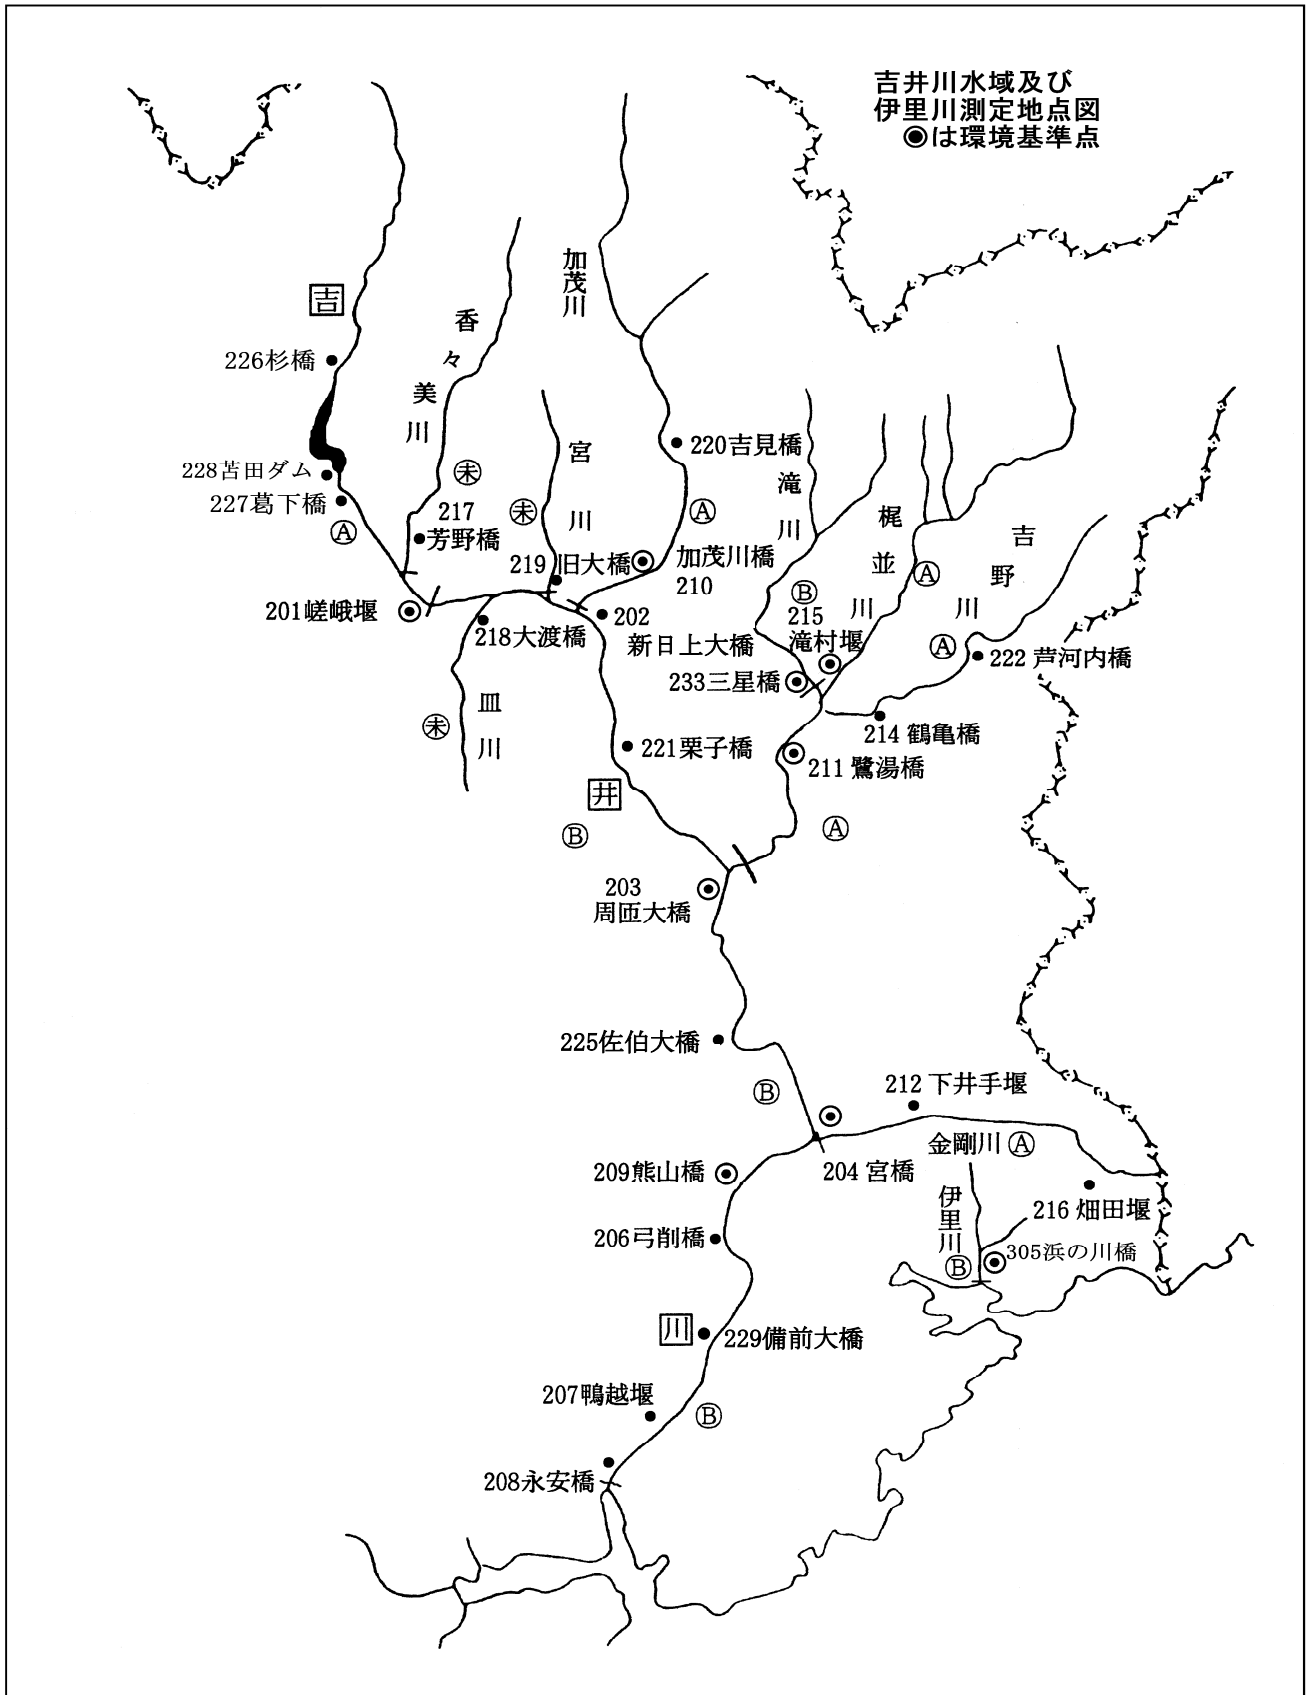 吉井川水域及び
伊里川測定地点図
◉は環境基準点
加茂川
吉
香々美川
226杉橋
宮川
220吉見橋
228苫田ダム
227葛下橋
Ⓐ
㊍
217
芳野橋
㊍
219
旧大橋
Ⓐ
加茂川橋
210
滝川
梶並川
吉野川
Ⓐ
Ⓑ
215
滝村堰
201嵯峨堰
218大渡橋
202
新日上大橋
233三星橋
Ⓐ
222 芦河内橋
皿川
214 鶴亀橋
221栗子橋
211 鷺湯橋
井
Ⓑ
Ⓐ
203
周匝大橋
225佐伯大橋
Ⓑ
212 下井手堰
金剛川 Ⓐ
204 宮橋
209熊山橋
伊里川
216 畑田堰
206弓削橋
Ⓑ
305浜の川橋
川
229備前大橋
207鴨越堰
Ⓑ
208永安橋